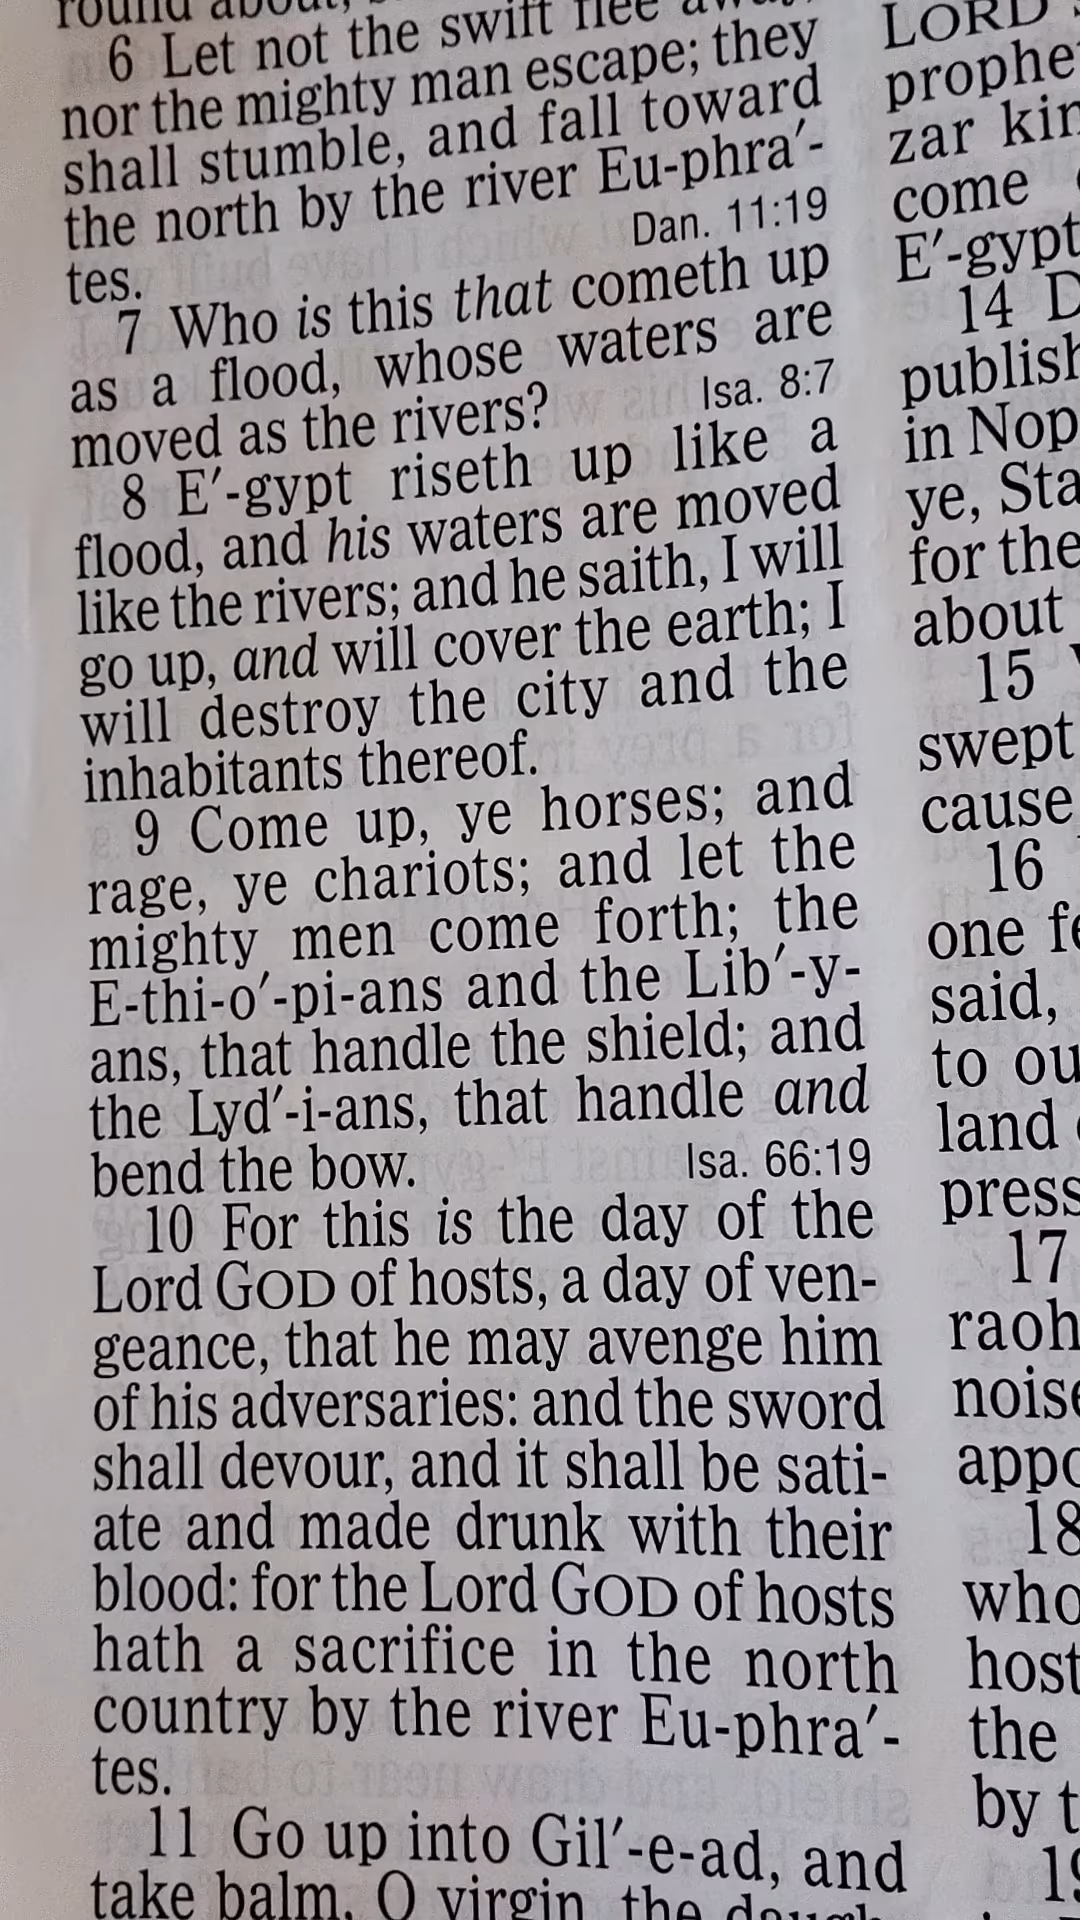 round about,
6 Let not the swift flee away,
nor the mighty man escape; they
shall stumble, and fall toward
the north by the river Eu-phra′-
tes.
Dan. 11:19
7 Who is this that cometh up
as a flood, whose waters are
moved as the rivers?
Isa. 8:7
8 E′-gypt riseth up like a
flood, and his waters are moved
like the rivers; and he saith, I will
go up, and will cover the earth; I
will destroy the city and the
inhabitants thereof.
9 Come up, ye horses; and
rage, ye chariots; and let the
mighty men come forth; the
E-thi-o′-pi-ans and the Lib′-y-
ans, that handle the shield; and
the Lyd′-i-ans, that handle and
bend the bow.
Isa. 66:19
10 For this is the day of the
Lord GOD of hosts, a day of ven-
geance, that he may avenge him
of his adversaries: and the sword
shall devour, and it shall be sati-
ate and made drunk with their
blood: for the Lord GOD of hosts
hath a sacrifice in the north
country by the river Eu-phra′-
tes.
11 Go up into Gil′-e-ad, and
take balm, O virgin, the
LORD
zar
come
E′-gypt
14
in Nop
ye,
for the
about
15
swept
cause
16
one
said,
to
land
press
17
raoh
18
who
host
the
by